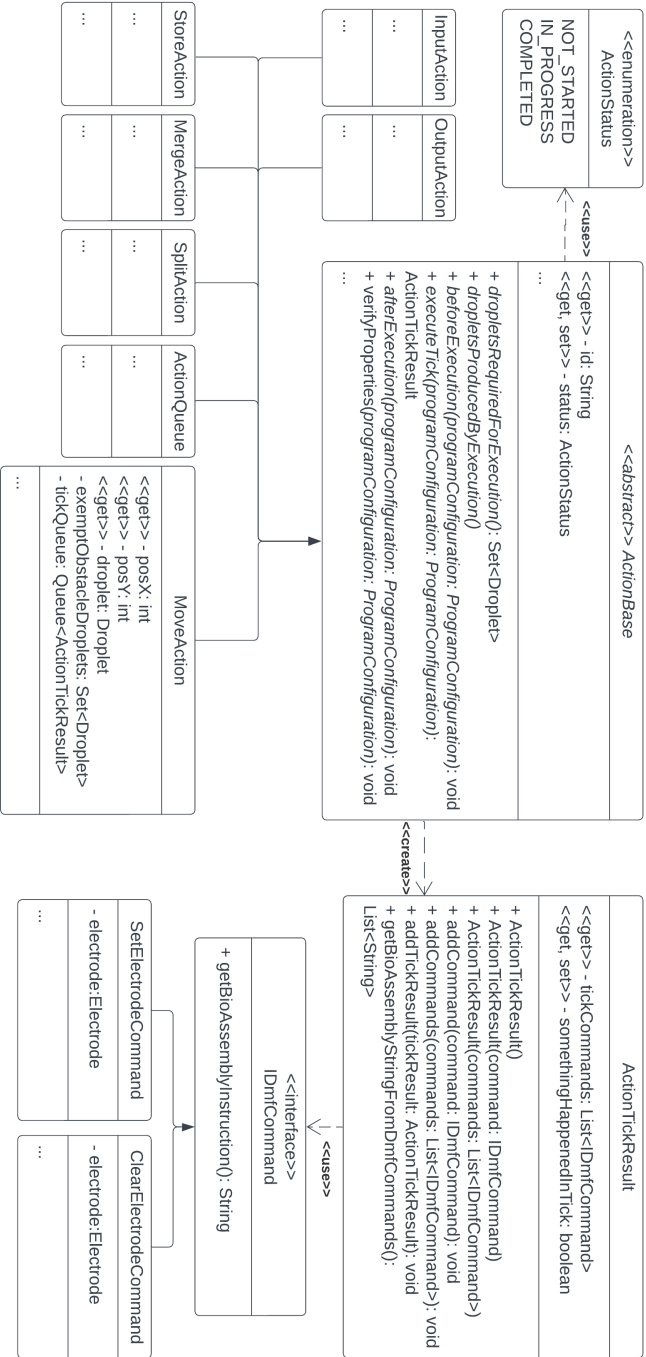 <<enumeration>>
ActionStatus
NOT_STARTED
IN_PROGRESS
COMPLETED
<<use>>
<<abstract>> ActionBase
<<get>> - id: String
<<get, set>> - status: ActionStatus
...
+ dropletsRequiredForExecution(): Set<Droplet>
+ dropletsProducedByExecution()
+ beforeExecution(programConfiguration: ProgramConfiguration): void
+ executeTick(programConfiguration: ProgramConfiguration):
ActionTickResult
+ afterExecution(programConfiguration: ProgramConfiguration): void
+ verifyProperties(programConfiguration: ProgramConfiguration): void
...
<<create>>
ActionTickResult
<<get>> - tickCommands: List<IDmfCommand>
<<get, set>> - somethingHappenedInTick: boolean
+ ActionTickResult()
+ ActionTickResult(command: IDmfCommand)
+ ActionTickResult(commands: List<IDmfCommand>)
+ addCommand(command: IDmfCommand): void
+ addCommands(commands: List<IDmfCommand>): void
+ addTickResult(tickResult: ActionTickResult): void
+ getBioAssemblyStringFromDmfCommands():
List<String>
<<use>>
InputAction
...
...
OutputAction
...
...
StoreAction
...
...
MergeAction
...
...
SplitAction
...
...
ActionQueue
...
...
MoveAction
<<get>> - posX: int
<<get>> - posY: int
<<get>> - droplet: Droplet
- exemptObstacleDroplets: Set<Droplet>
- tickQueue: Queue<ActionTickResult>
...
<<interface>>
IDmfCommand
+ getBioAssemblyInstruction(): String
SetElectrodeCommand
- electrode:Electrode
...
ClearElectrodeCommand
- electrode:Electrode
...